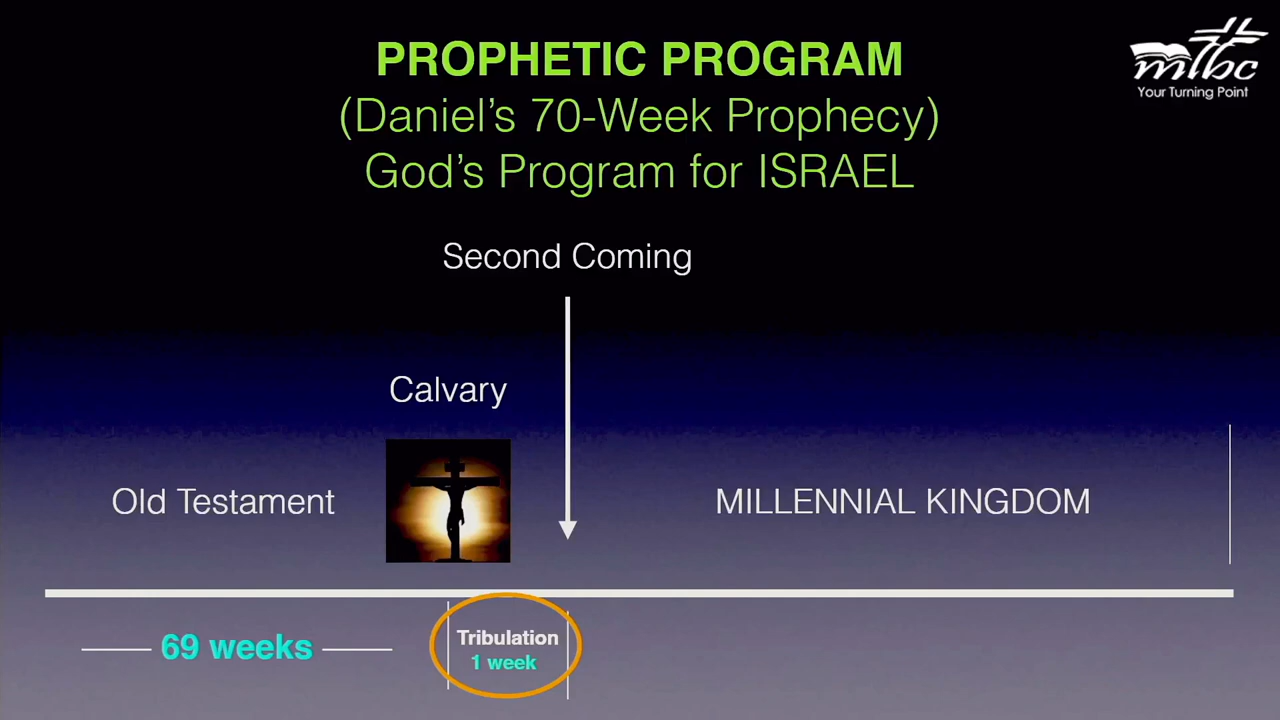 PROPHETIC PROGRAM
(Daniel's 70-Week Prophecy)
God's Program for ISRAEL
mlbc
Your Turning Point
Second Coming
Calvary
Old Testament
MILLENNIAL KINGDOM
69 weeks
Tribulation
1 week